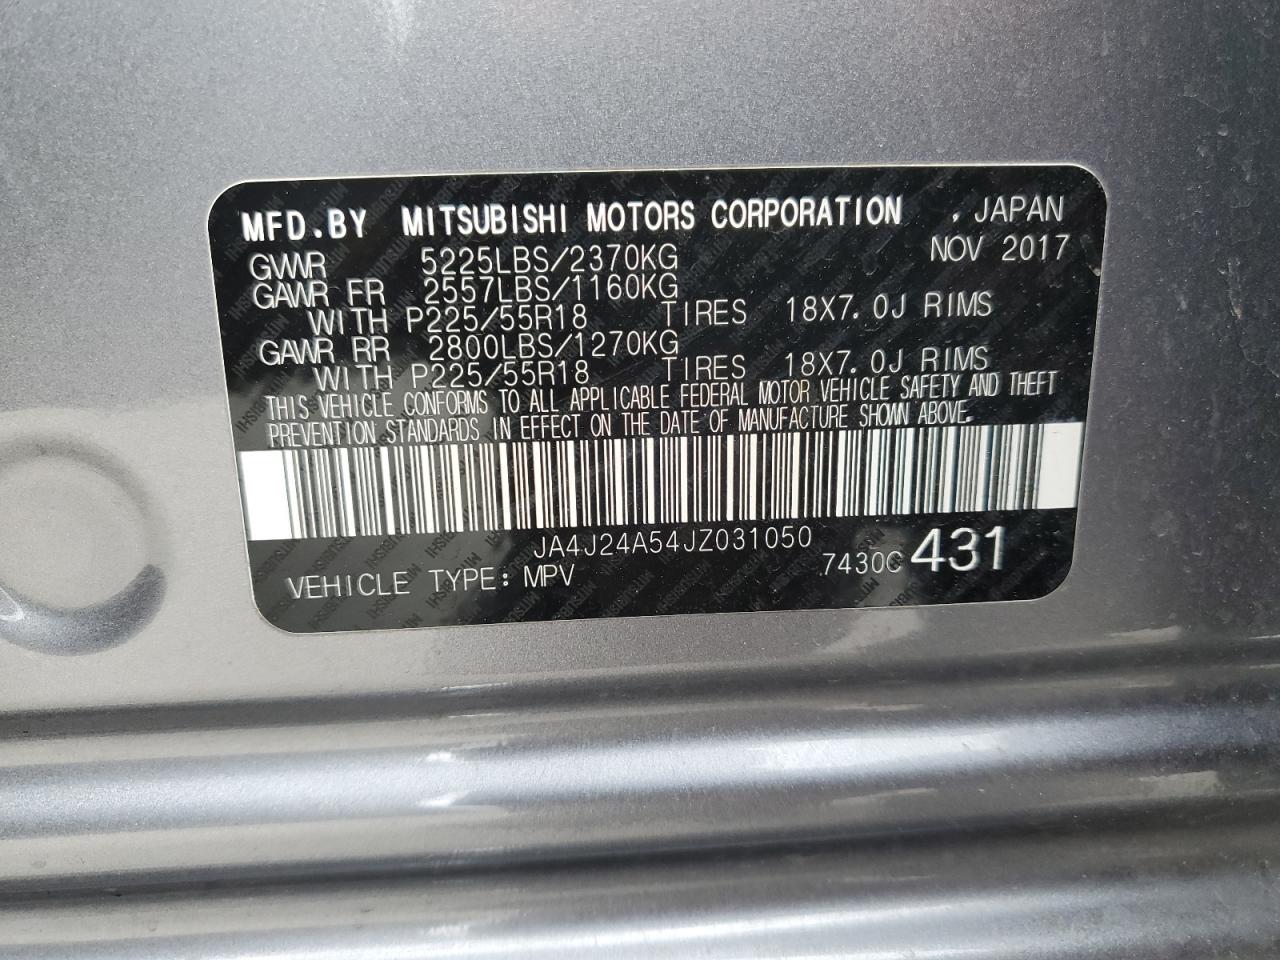 MFD.BY MITSUBISHI MOTORS CORPORATION , JAPAN
GVWR 5225LBS/2370KG NOV 2017
GAWR FR 2557LBS/1160KG
WITH P225/55R18 TIRES 18X7.0J RIMS
GAWR RR 2800LBS/1270KG
WITH P225/55R18 TIRES 18X7.0J RIMS
THIS VEHICLE CONFORMS TO ALL APPLICABLE FEDERAL MOTOR VEHICLE SAFETY AND THEFT
PREVENTION STANDARDS IN EFFECT ON THE DATE OF MANUFACTURE SHOWN ABOVE.
JA4J24A54JZ031050
VEHICLE TYPE: MPV 7430C 431